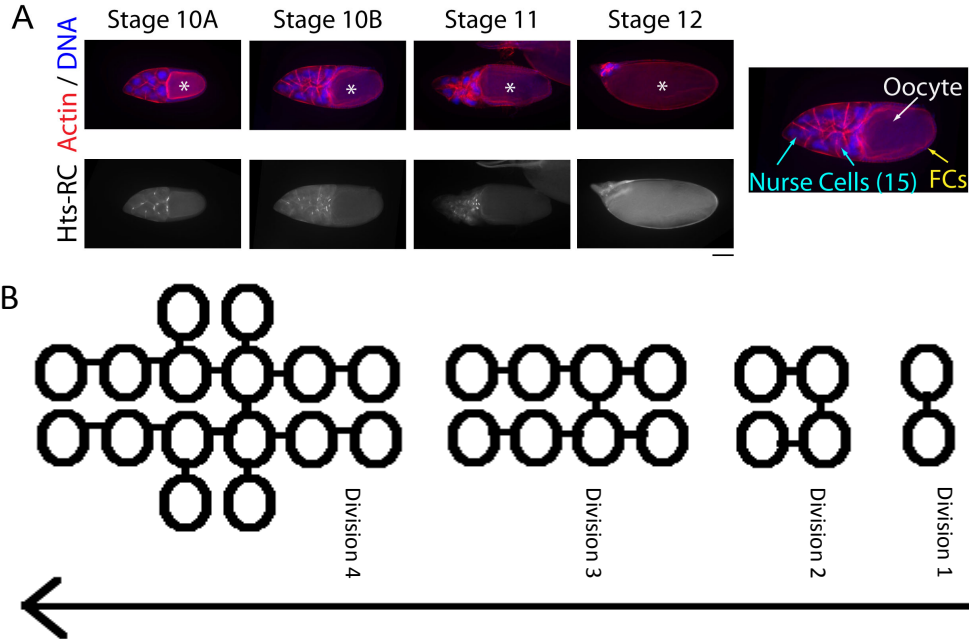 A
Stage 10A
Stage 10B
Stage 11
Stage 12
Actin / DNA
*
*
*
*
Hts-RC
Oocyte
Nurse Cells (15)
FCs
B
Division 4
Division 3
Division 2
Division 1